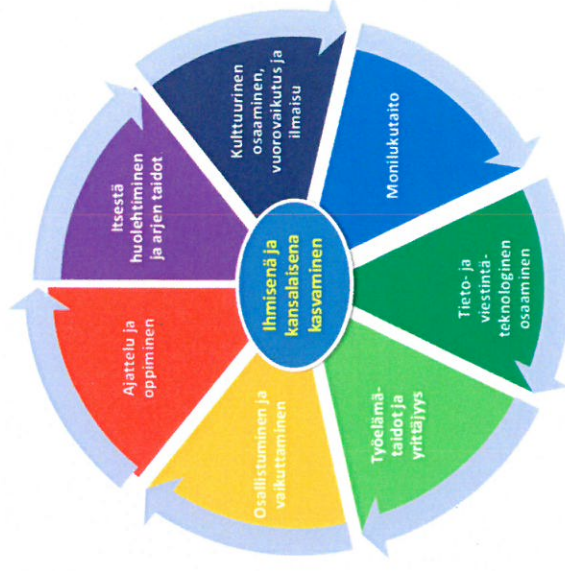 Ajattelu ja
oppiminen
Itsestä
huolehtiminen
ja arjen taidot
Kulttuurinen
osaaminen,
vuorovaikutus ja
ilmaisu
Monilukutaito
Tieto- ja
viestintä-
teknologinen
osaaminen
Työelämä-
taidot ja
yrittäjyys
Osallistuminen ja
vaikuttaminen
Ihmisenä ja
kansalaisena
kasvaminen